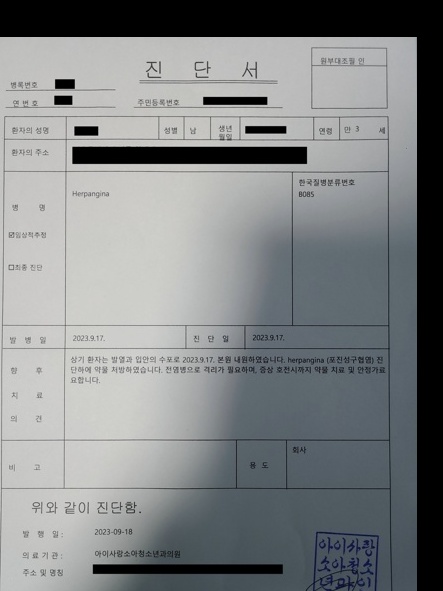 진 단 서
원부대조필 인
병록번호
연 번 호
주민등록번호
환자의 성명 성별 남 생년월일 연령 만 3 세
환자의 주소
병 명
☑임상적추정
☐최종 진단
Herpangina
한국질병분류번호
B085
발 병 일 2023.9.17. 진 단 일 2023.9.17.
향 후 치 료 의 견
상기 환자는 발열과 입안의 수포로 2023.9.17. 본원 내원하였습니다. herpangina (포진성구협염) 진
단하에 약물 처방하였습니다. 전염병으로 격리가 필요하며, 증상 호전시까지 약물 치료 및 안정가료
요합니다.
비 고
용 도
회사
위와 같이 진단함.
발 행 일: 2023-09-18
의 료 기 관: 아이사랑소아청소년과의원
주소 및 명칭
아이사랑
소아청소
년과의